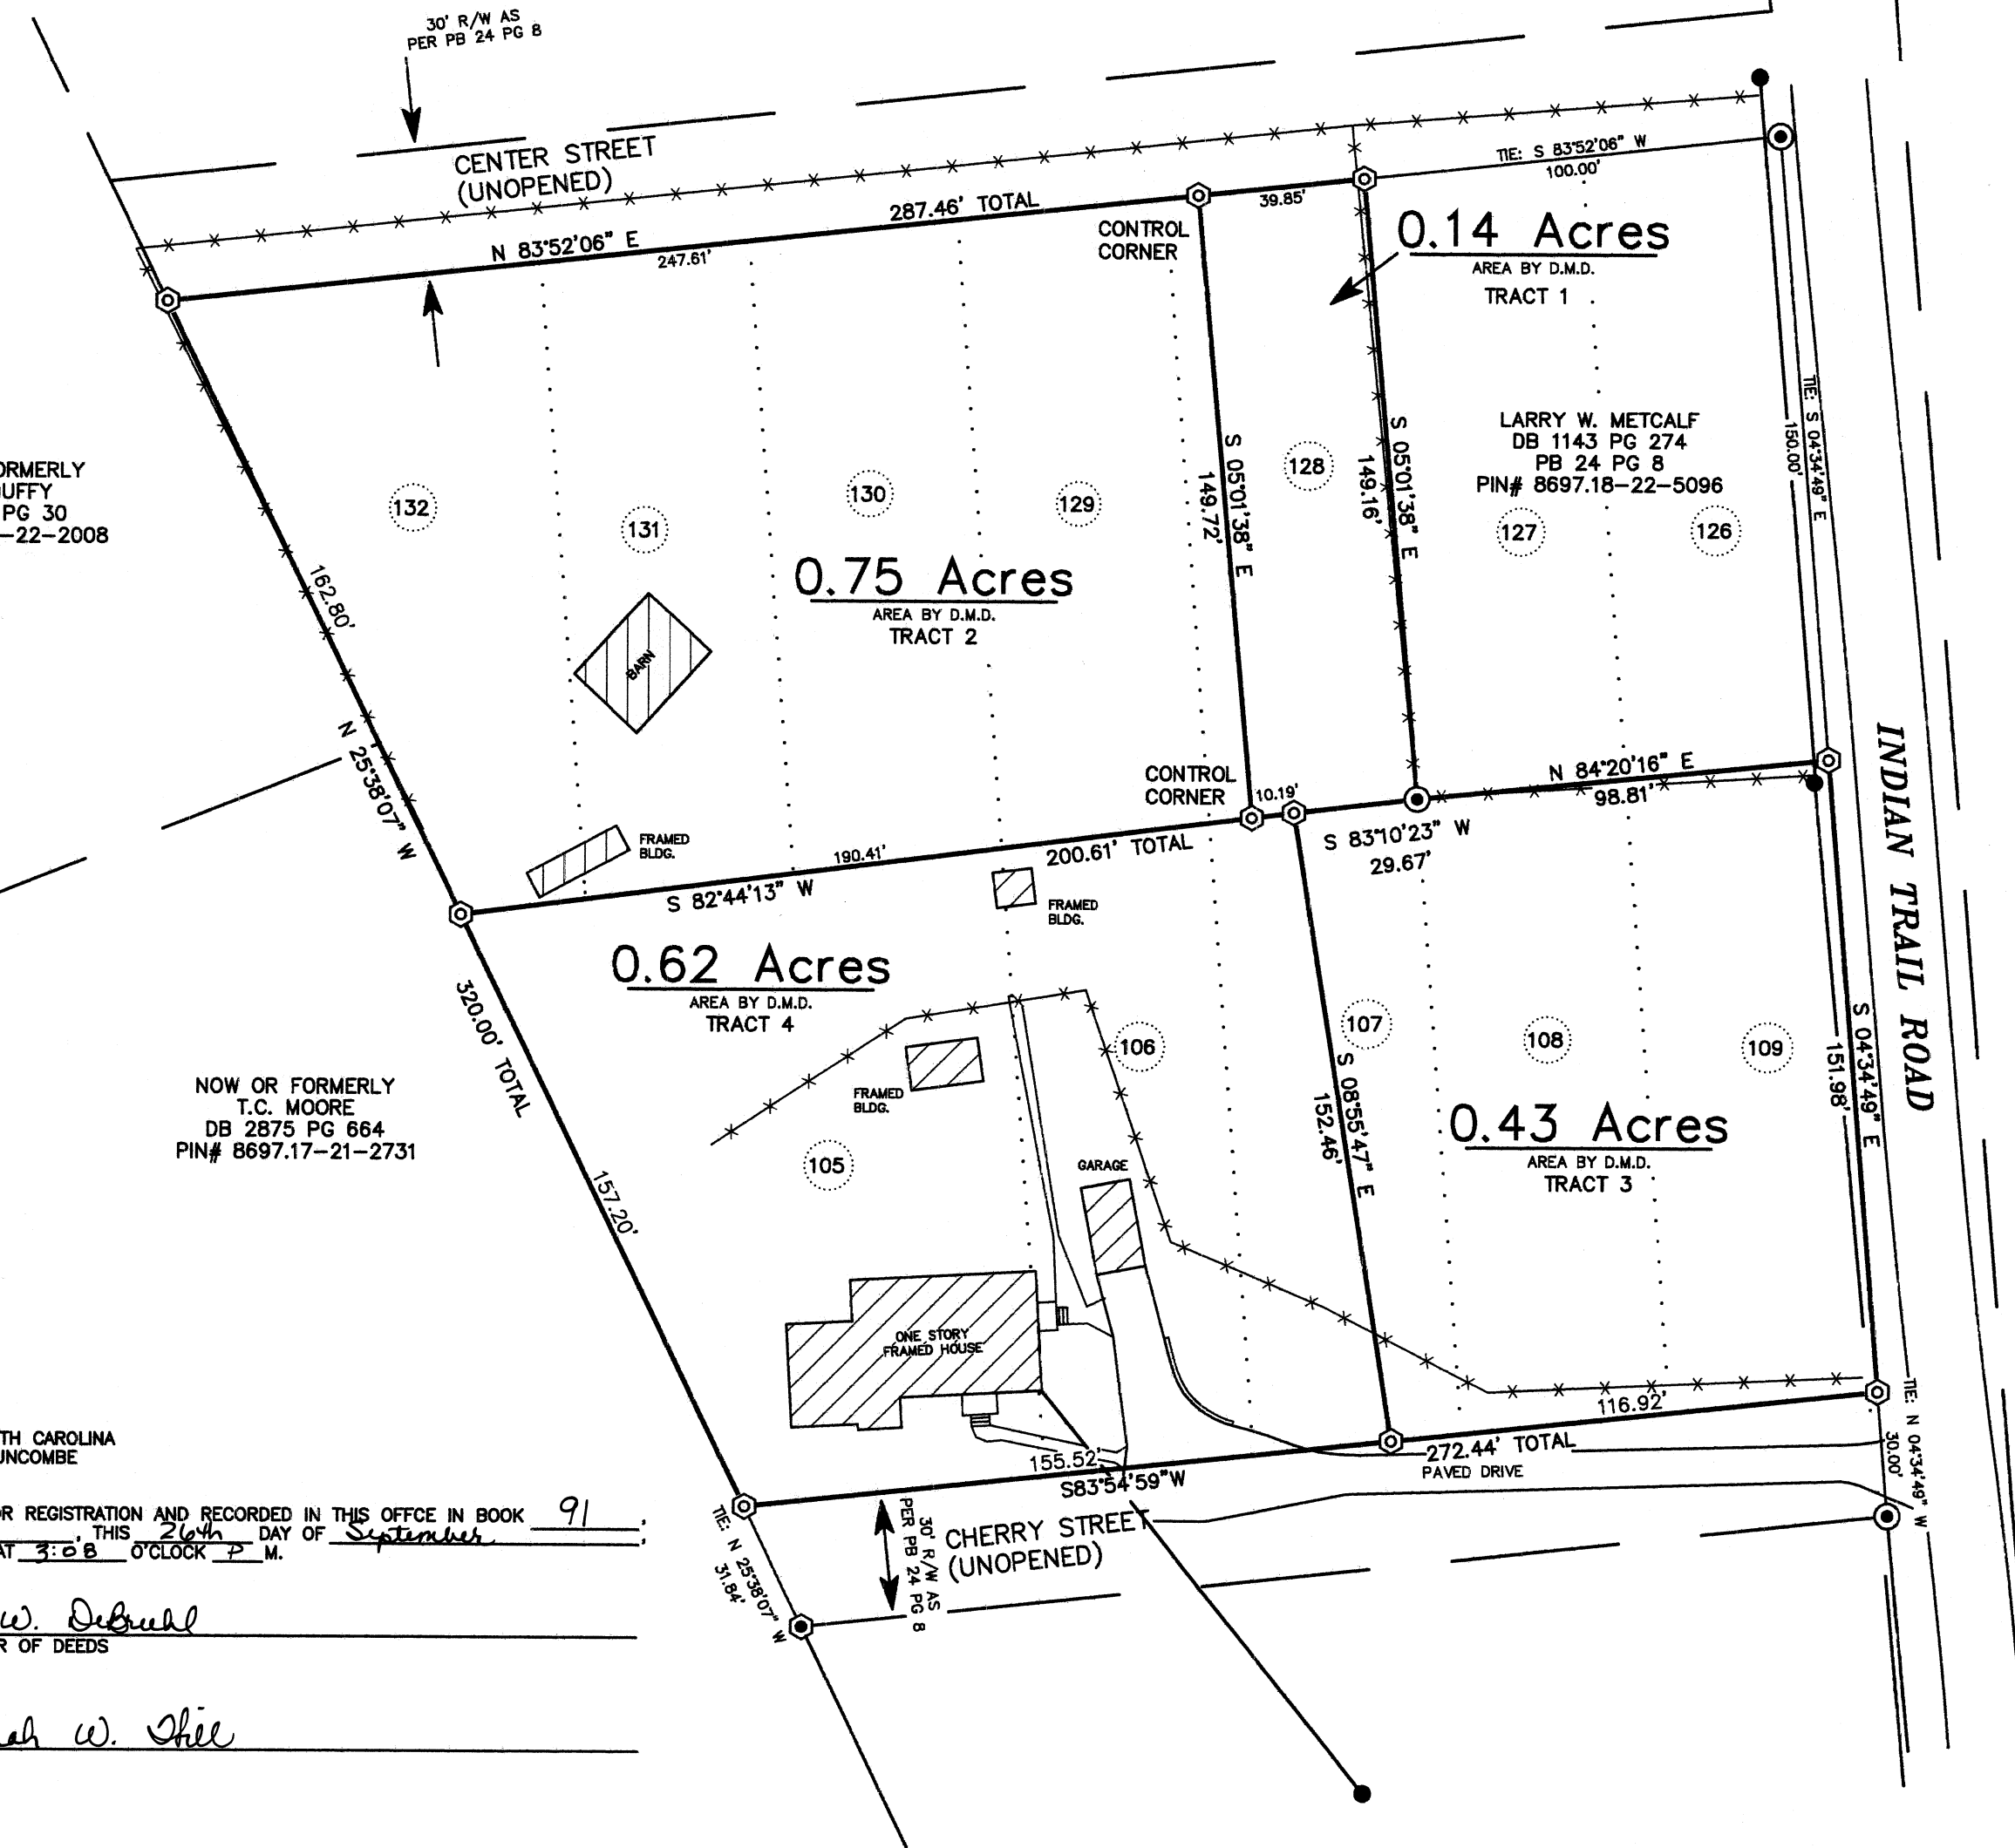 30' R/W AS
PER PB 24 PG 8
CENTER STREET
(UNOPENED)
TIE: S 83°52'06" W
100.00'
287.46' TOTAL
39.85'
N 83°52'06" E
247.61'
CONTROL
CORNER
0.14 Acres
AREA BY D.M.D.
TRACT 1
LARRY W. METCALF
DB 1143 PG 274
PB 24 PG 8
PIN# 8697.18-22-5096
TIE: S 04°34'49" E
150.00'
S 05°01'38" E
149.72'
S 05°01'38" E
149.16'
ORMERLY
UFFY
PG 30
-22-2008
132
131
130
129
128
127
126
0.75 Acres
AREA BY D.M.D.
TRACT 2
BARN
162.80'
N 25°38'07" W
CONTROL
CORNER
10.19'
N 84°20'16" E
98.81'
S 83°10'23" W
29.67'
FRAMED
BLDG.
190.41'
200.61' TOTAL
S 82°44'13" W
FRAMED
BLDG.
INDIAN TRAIL ROAD
0.62 Acres
AREA BY D.M.D.
TRACT 4
320.00' TOTAL
FRAMED
BLDG.
105
106
107
108
109
S 08°55'47" E
152.46'
S 04°34'49" E
151.98'
0.43 Acres
AREA BY D.M.D.
TRACT 3
NOW OR FORMERLY
T.C. MOORE
DB 2875 PG 664
PIN# 8697.17-21-2731
157.20'
GARAGE
ONE STORY
FRAMED HOUSE
116.92'
272.44' TOTAL
PAVED DRIVE
155.52'
S83°54'59"W
TIE: N 04°34'49" W
30.00'
TIE: N 25°38'07" W
31.84'
30' R/W AS
PER PB 24 PG 8
CHERRY STREET
(UNOPENED)
TH CAROLINA
UNCOMBE
OR REGISTRATION AND RECORDED IN THIS OFFCE IN BOOK 91;
, THIS 26th DAY OF September;
AT 3:08 O'CLOCK P M.
W. DeBruhl
R OF DEEDS
ah W. Thill